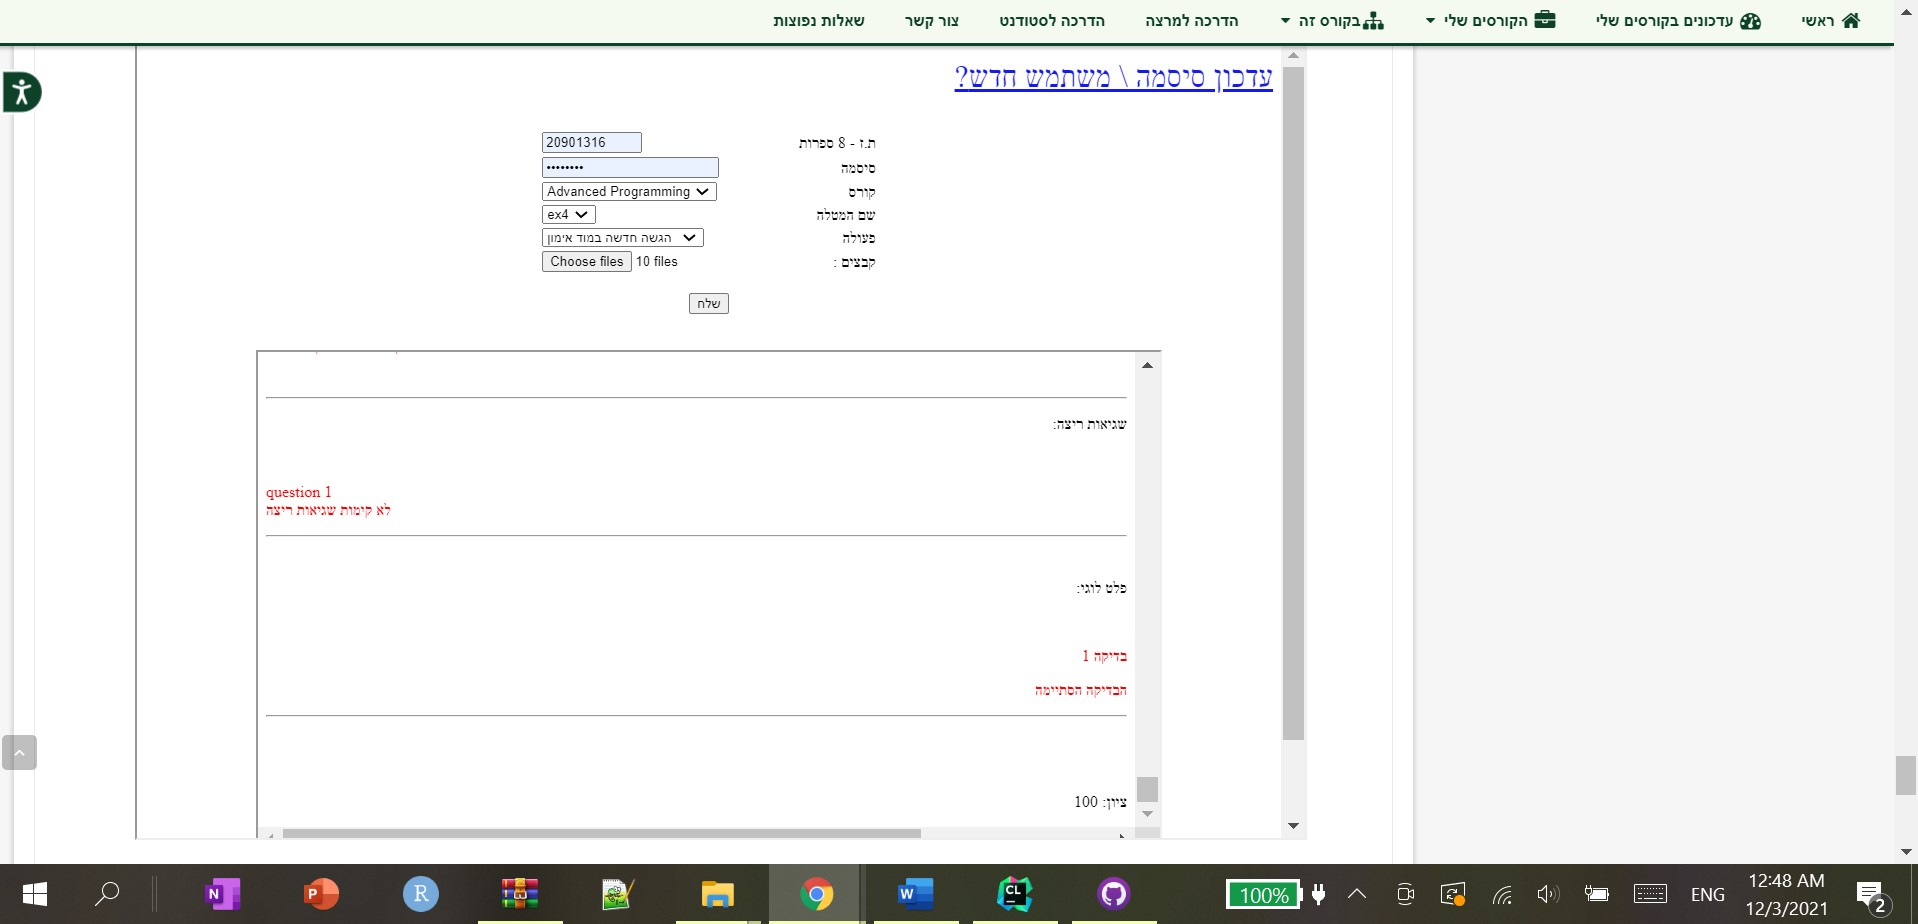 ראשי
עדכונים בקורסים שלי
הקורסים שלי
בקורס זה
הדרכה למרצה
הדרכה לסטודנט
צור קשר
שאלות נפוצות
עדכון סיסמה \ משתמש חדש?
ת.ז - 8 ספרות
20901316
סיסמה
••••••••
קורס
Advanced Programming
שם המטלה
ex4
פעולה
הגשה חדשה במוד אימון
קבצים :
Choose files 10 files
שלח
שגיאות ריצה:
question 1
לא קימות שגיאות ריצה
פלט לוגי:
בדיקה 1
הבדיקה הסתיימה
ציון: 100
N
P
R
W
CL
100%
ENG
12:48 AM
12/3/2021
2